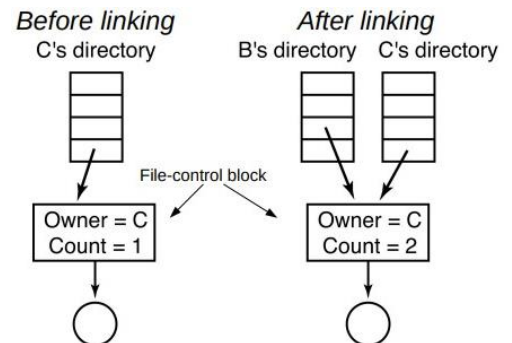 Before linking
C's directory
After linking
B's directory C's directory
File-control block
Owner = C
Count = 1
Owner = C
Count = 2